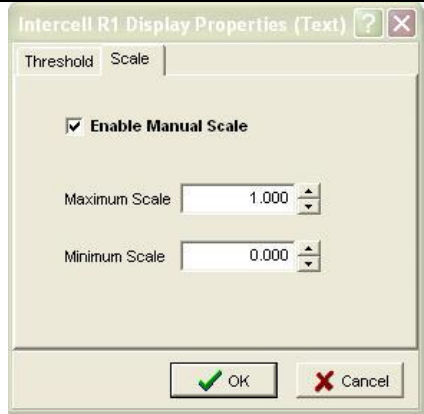 Intercell R1 Display Properties (Text)
Threshold Scale
Enable Manual Scale
Maximum Scale 1.000
Minimum Scale 0.000
OK Cancel